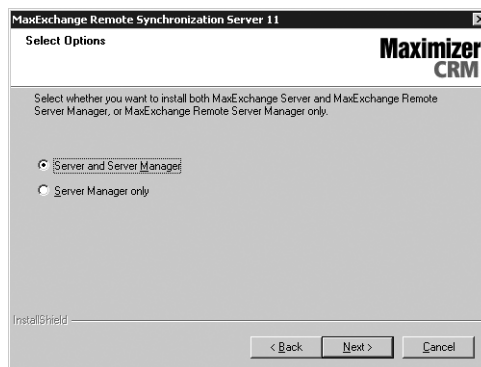 MaxExchange Remote Synchronization Server 11
Select Options
Maximizer
CRM
Select whether you want to install both MaxExchange Server and MaxExchange Remote
Server Manager, or MaxExchange Remote Server Manager only.
Server and Server Manager
Server Manager only
InstallShield
< Back
Next >
Cancel